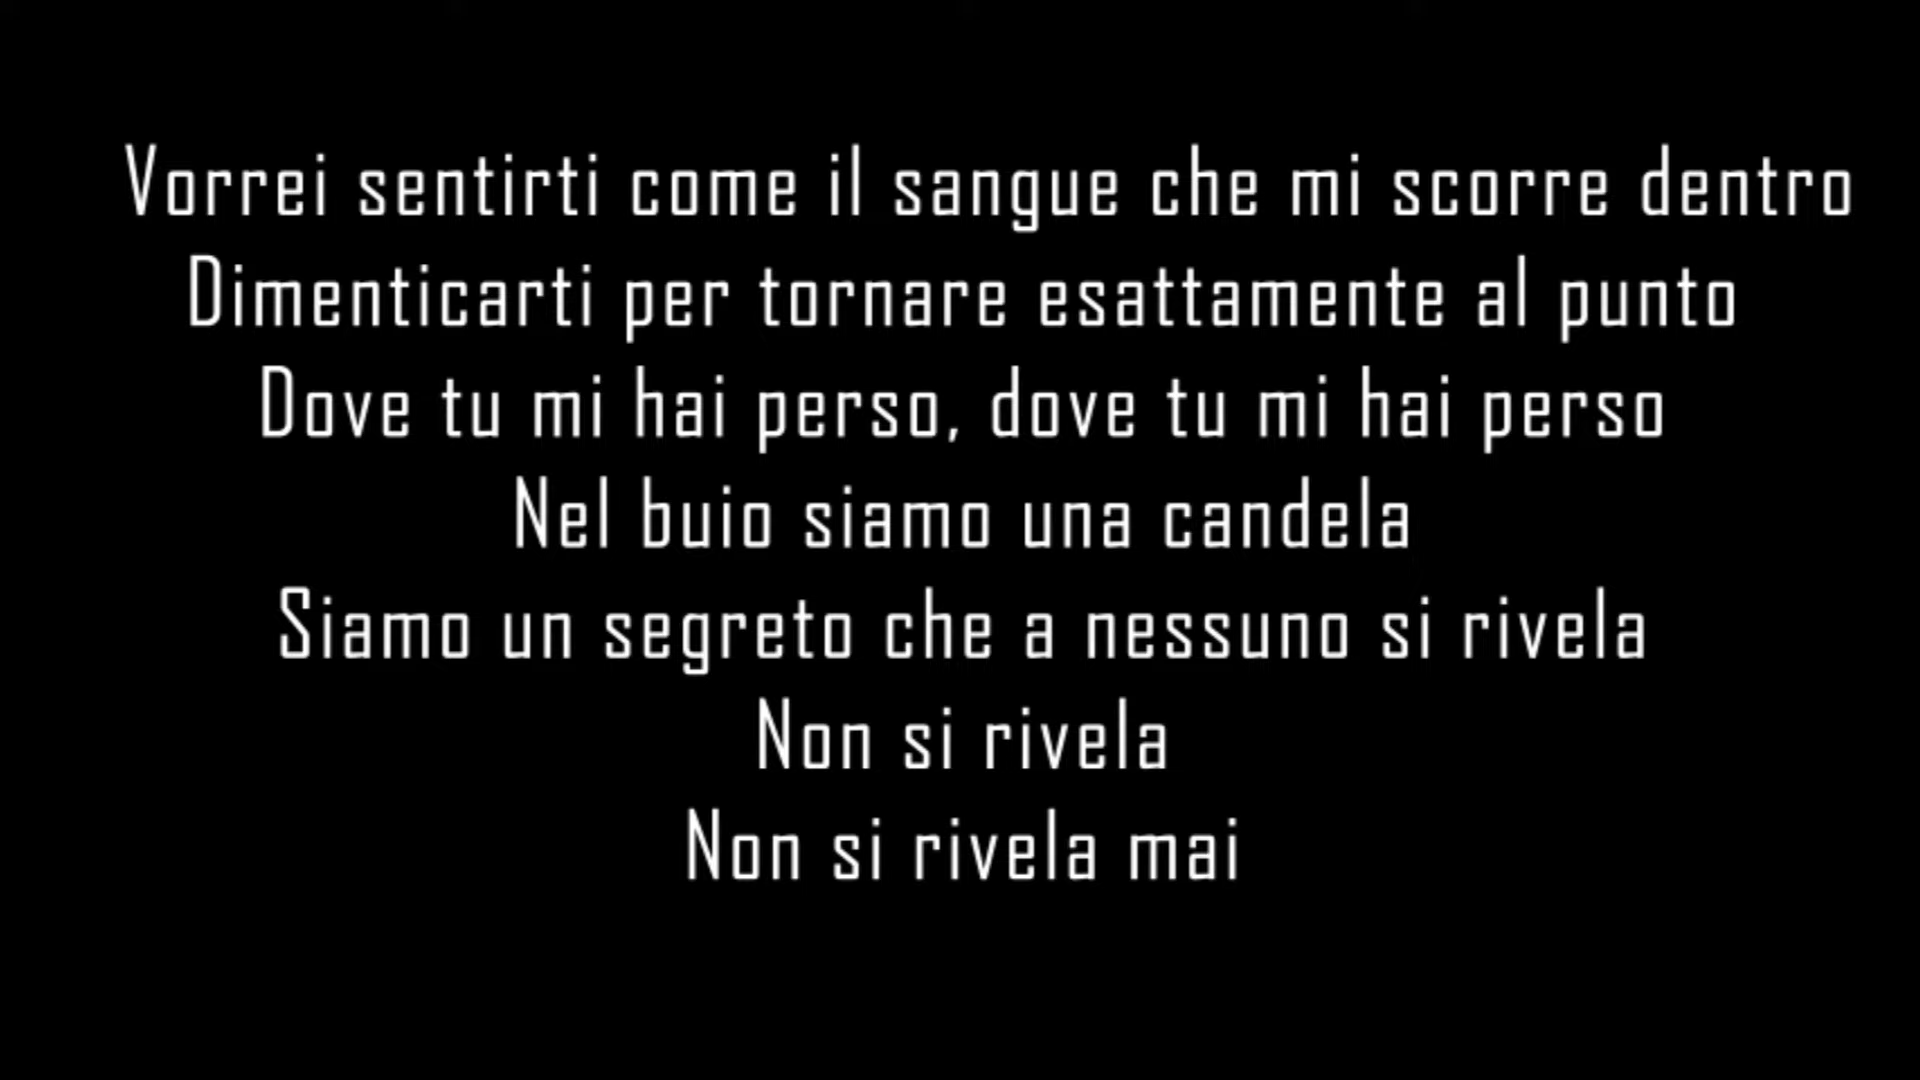 Vorrei sentirti come il sangue che mi scorre dentro
Dimenticarti per tornare esattamente al punto
Dove tu mi hai perso, dove tu mi hai perso
Nel buio siamo una candela
Siamo un segreto che a nessuno si rivela
Non si rivela
Non si rivela mai